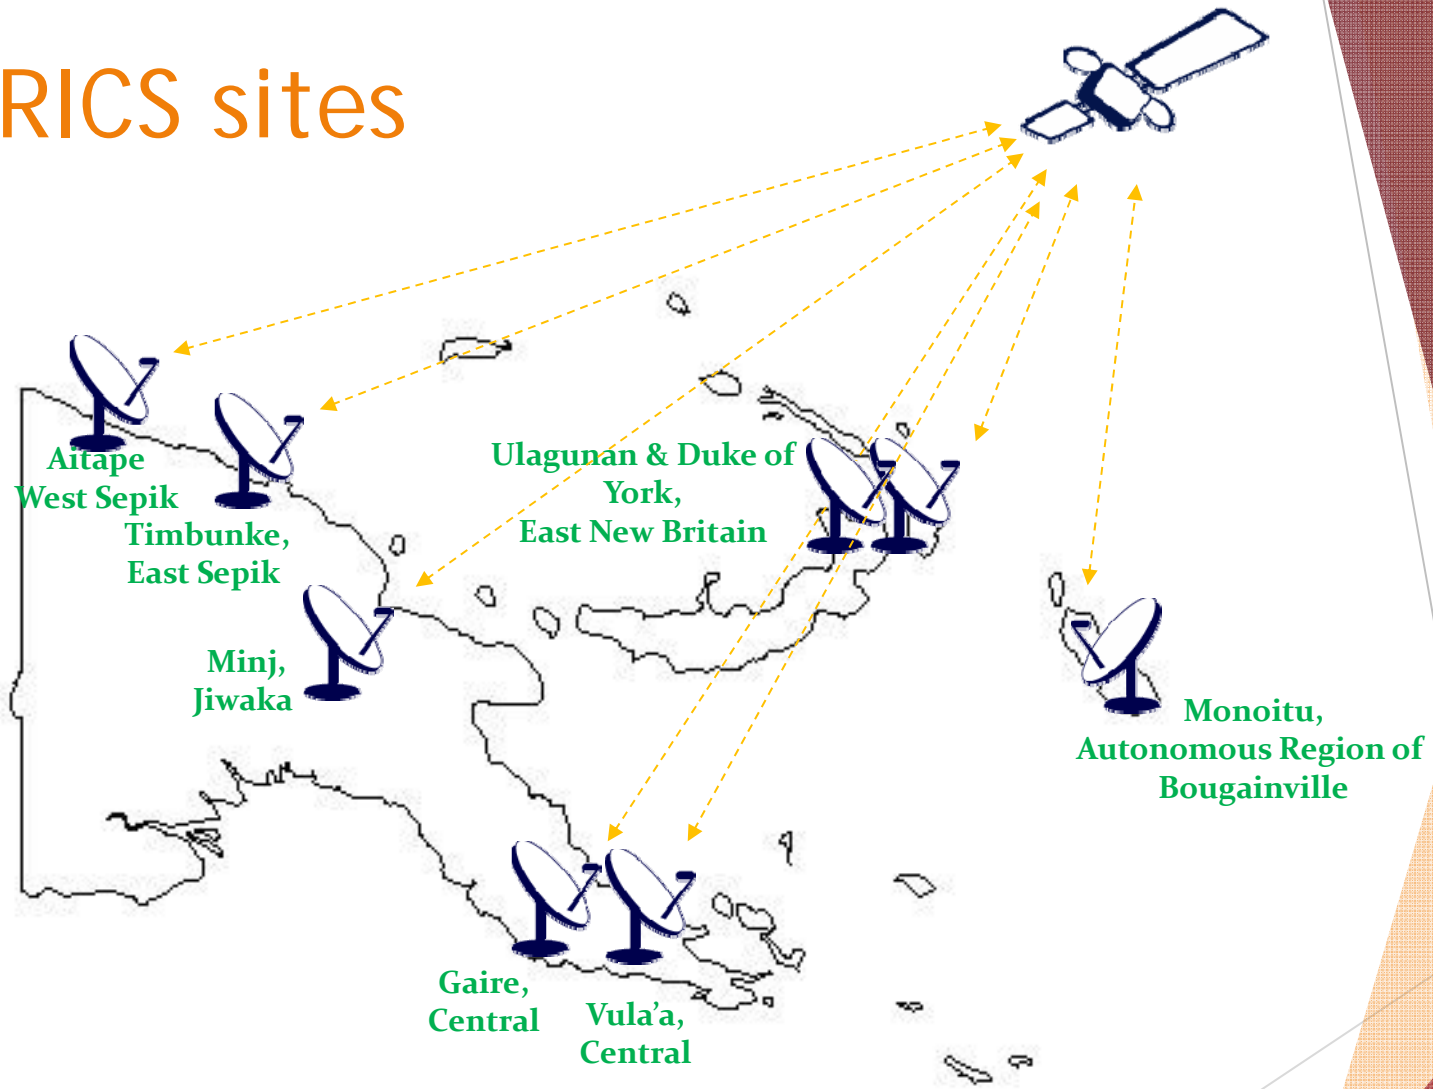 RICS sites
Aitape
West Sepik
Timbunke,
East Sepik
Ulagunan & Duke of
York,
East New Britain
Minj,
Jiwaka
Monoitu,
Autonomous Region of
Bougainville
Gaire,
Central
Vula’a,
Central